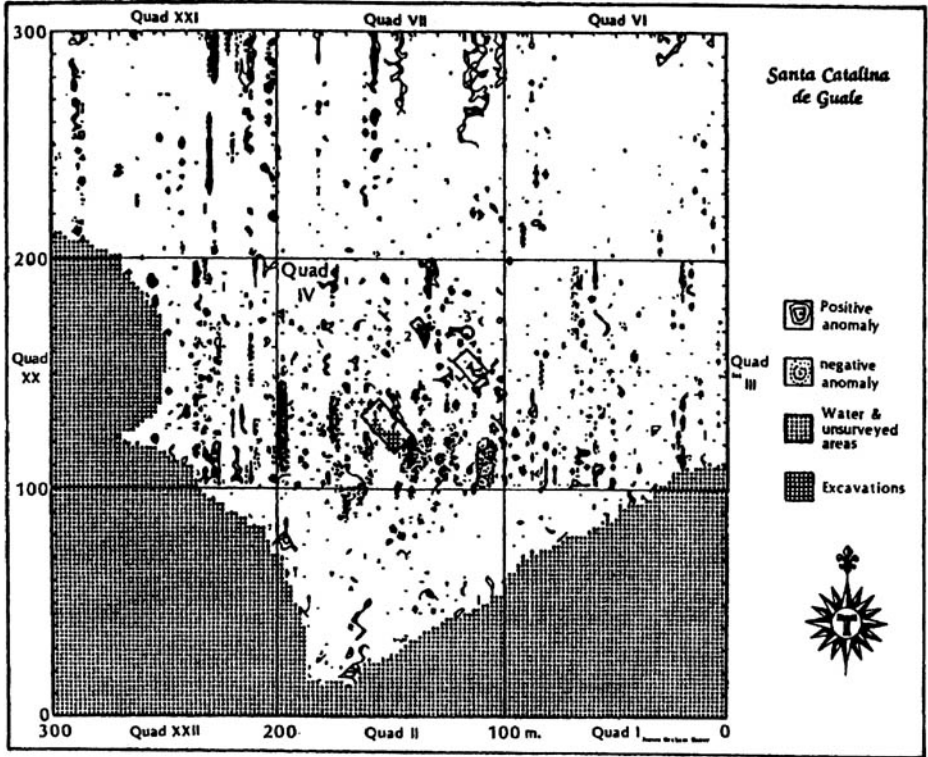 Quad XXI Quad VII Quad VI
300
Santa Catalina
de Guale
200
Quad
IV
Positive
anomaly
Quad
XX
Quad
III
negative
anomaly
Water &
unsurveyed
areas
100
Excavations
T
0
300 Quad XXII 200 Quad II 100 m. Quad I 0